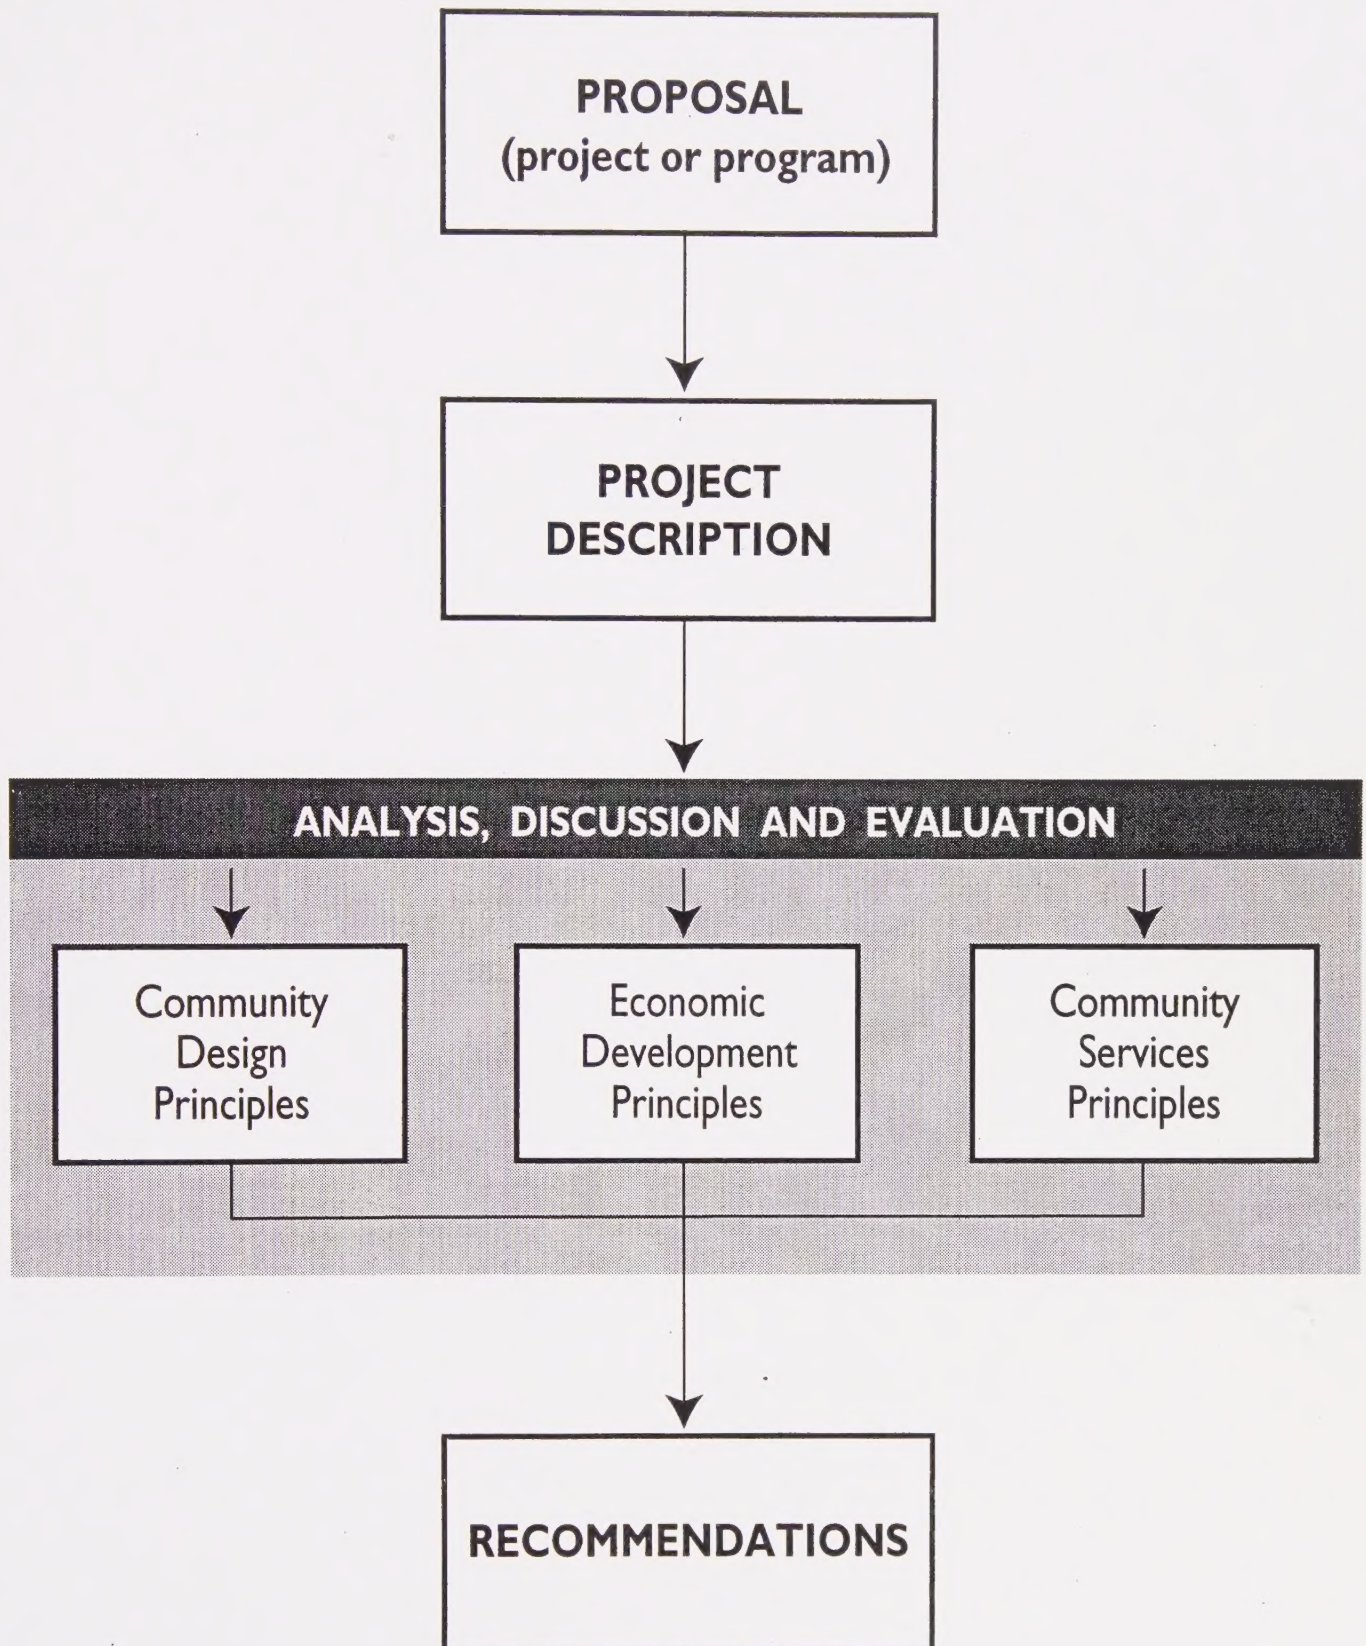 PROPOSAL
(project or program)
PROJECT
DESCRIPTION
ANALYSIS, DISCUSSION AND EVALUATION
Community
Design
Principles
Economic
Development
Principles
Community
Services
Principles
RECOMMENDATIONS